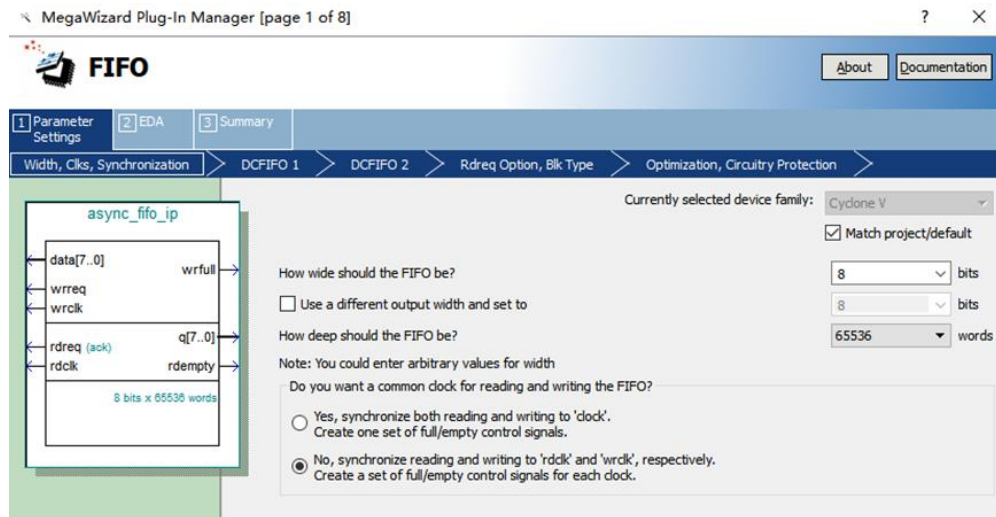 MegaWizard Plug-In Manager [page 1 of 8]
?
FIFO
About
Documentation
1 Parameter Settings
2 EDA
3 Summary
Width, Clks, Synchronization
DCFIFO 1
DCFIFO 2
Rdreq Option, Blk Type
Optimization, Circuitry Protection
async_fifo_ip
data[7..0]
wrfull
wrreq
wrclk
rdreq (ack)
q[7..0]
rdclk
rdempty
8 bits x 65536 words
Currently selected device family:
Cyclone V
Match project/default
How wide should the FIFO be?
8
bits
Use a different output width and set to
8
bits
How deep should the FIFO be?
65536
words
Note: You could enter arbitrary values for width
Do you want a common clock for reading and writing the FIFO?
Yes, synchronize both reading and writing to 'clock'.
Create one set of full/empty control signals.
No, synchronize reading and writing to 'rdclk' and 'wrclk', respectively.
Create a set of full/empty control signals for each clock.